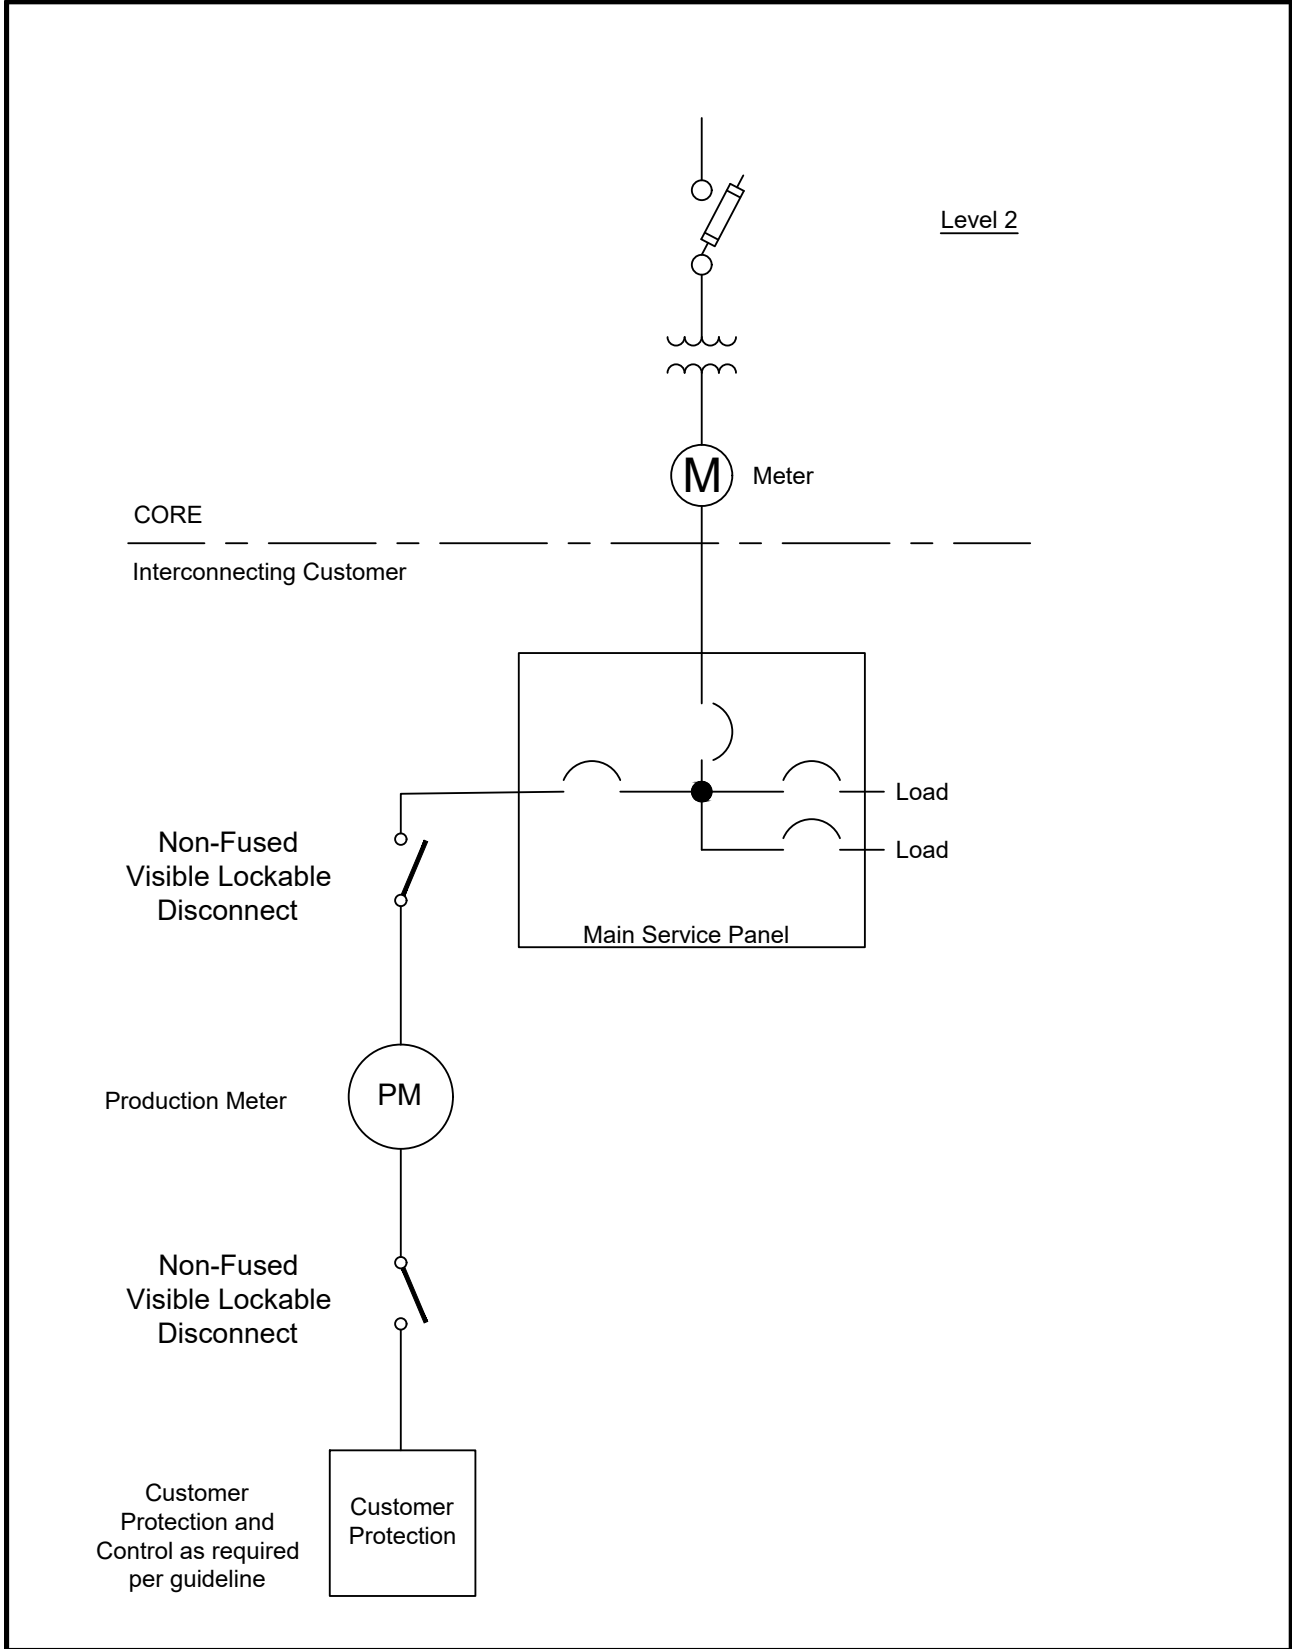 Level 2
M
Meter
CORE
Interconnecting Customer
Load
Load
Non-Fused
Visible Lockable
Disconnect
Main Service Panel
Production Meter
PM
Non-Fused
Visible Lockable
Disconnect
Customer
Protection and
Control as required
per guideline
Customer
Protection